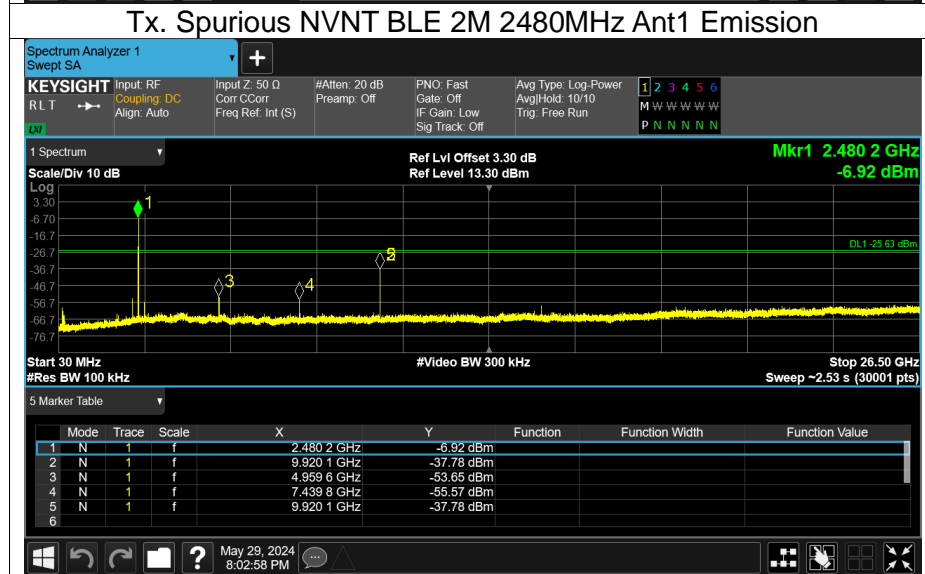 Tx. Spurious NVNT BLE 2M 2480MHz Ant1 Emission
Spectrum Analyzer 1
Swept SA
+
KEYSIGHT Input: RF Input Z: 50 Ω #Atten: 20 dB PNO: Fast Avg Type: Log-Power 1 2 3 4 5 6
RLT Coupling: DC Corr CCorr Preamp: Off Gate: Off Avg|Hold: 10/10 M W W W W W
Align: Auto Freq Ref: Int (S) IF Gain: Low Trig: Free Run
LXI Sig Track: Off P N N N N N
1 Spectrum Ref Lvl Offset 3.30 dB Mkr1 2.480 2 GHz
Scale/Div 10 dB Ref Level 13.30 dBm -6.92 dBm
Log
3.30
1
-6.70
-16.7
DL1 -25.63 dBm
-26.7
-36.7
3
4
-46.7
-56.7
-66.7
-76.7
Start 30 MHz #Video BW 300 kHz Stop 26.50 GHz
#Res BW 100 kHz Sweep ~2.53 s (30001 pts)
5 Marker Table
Mode Trace Scale X Y Function Function Width Function Value
1 N 1 f 2.480 2 GHz -6.92 dBm
2 N 1 f 9.920 1 GHz -37.78 dBm
3 N 1 f 4.959 6 GHz -53.65 dBm
4 N 1 f 7.439 8 GHz -55.57 dBm
5 N 1 f 9.920 1 GHz -37.78 dBm
6
? May 29, 2024
8:02:58 PM